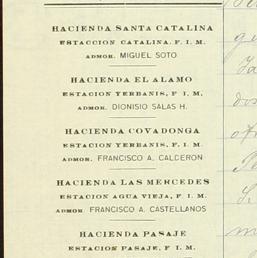 HACIENDA SANTA CATALINA
ESTACCION CATALINA, F. I. M.
ADMOR. MIGUEL SOTO
HACIENDA EL ALAMO
ESTACION YERBANIS, F. I. M,
ADMOR. DIONISIO SALAS H.
HACIENDA COVADONGA
ESTACION YERBANIS, F. I. M.
ADMOR. FRANCISCO A. CALDERON
HACIENDA LAS MERCEDES
ESTACION AGUA VIEJA, F. I. M.
ADMOR. FRANCISCO A. CASTELLANOS
HACIENDA PASAJE
ESTACION PASAJE, F. I. M.